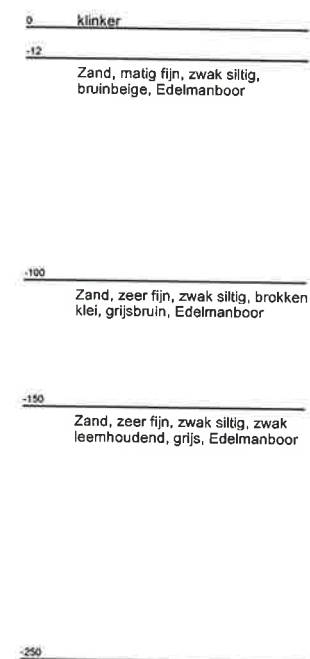 0 klinker
-12
Zand, matig fijn, zwak siltig,
bruinbeige, Edelmanboor
-100
Zand, zeer fijn, zwak siltig, brokken
klei, grijsbruin, Edelmanboor
-150
Zand, zeer fijn, zwak siltig, zwak
leemhoudend, grijs, Edelmanboor
-250